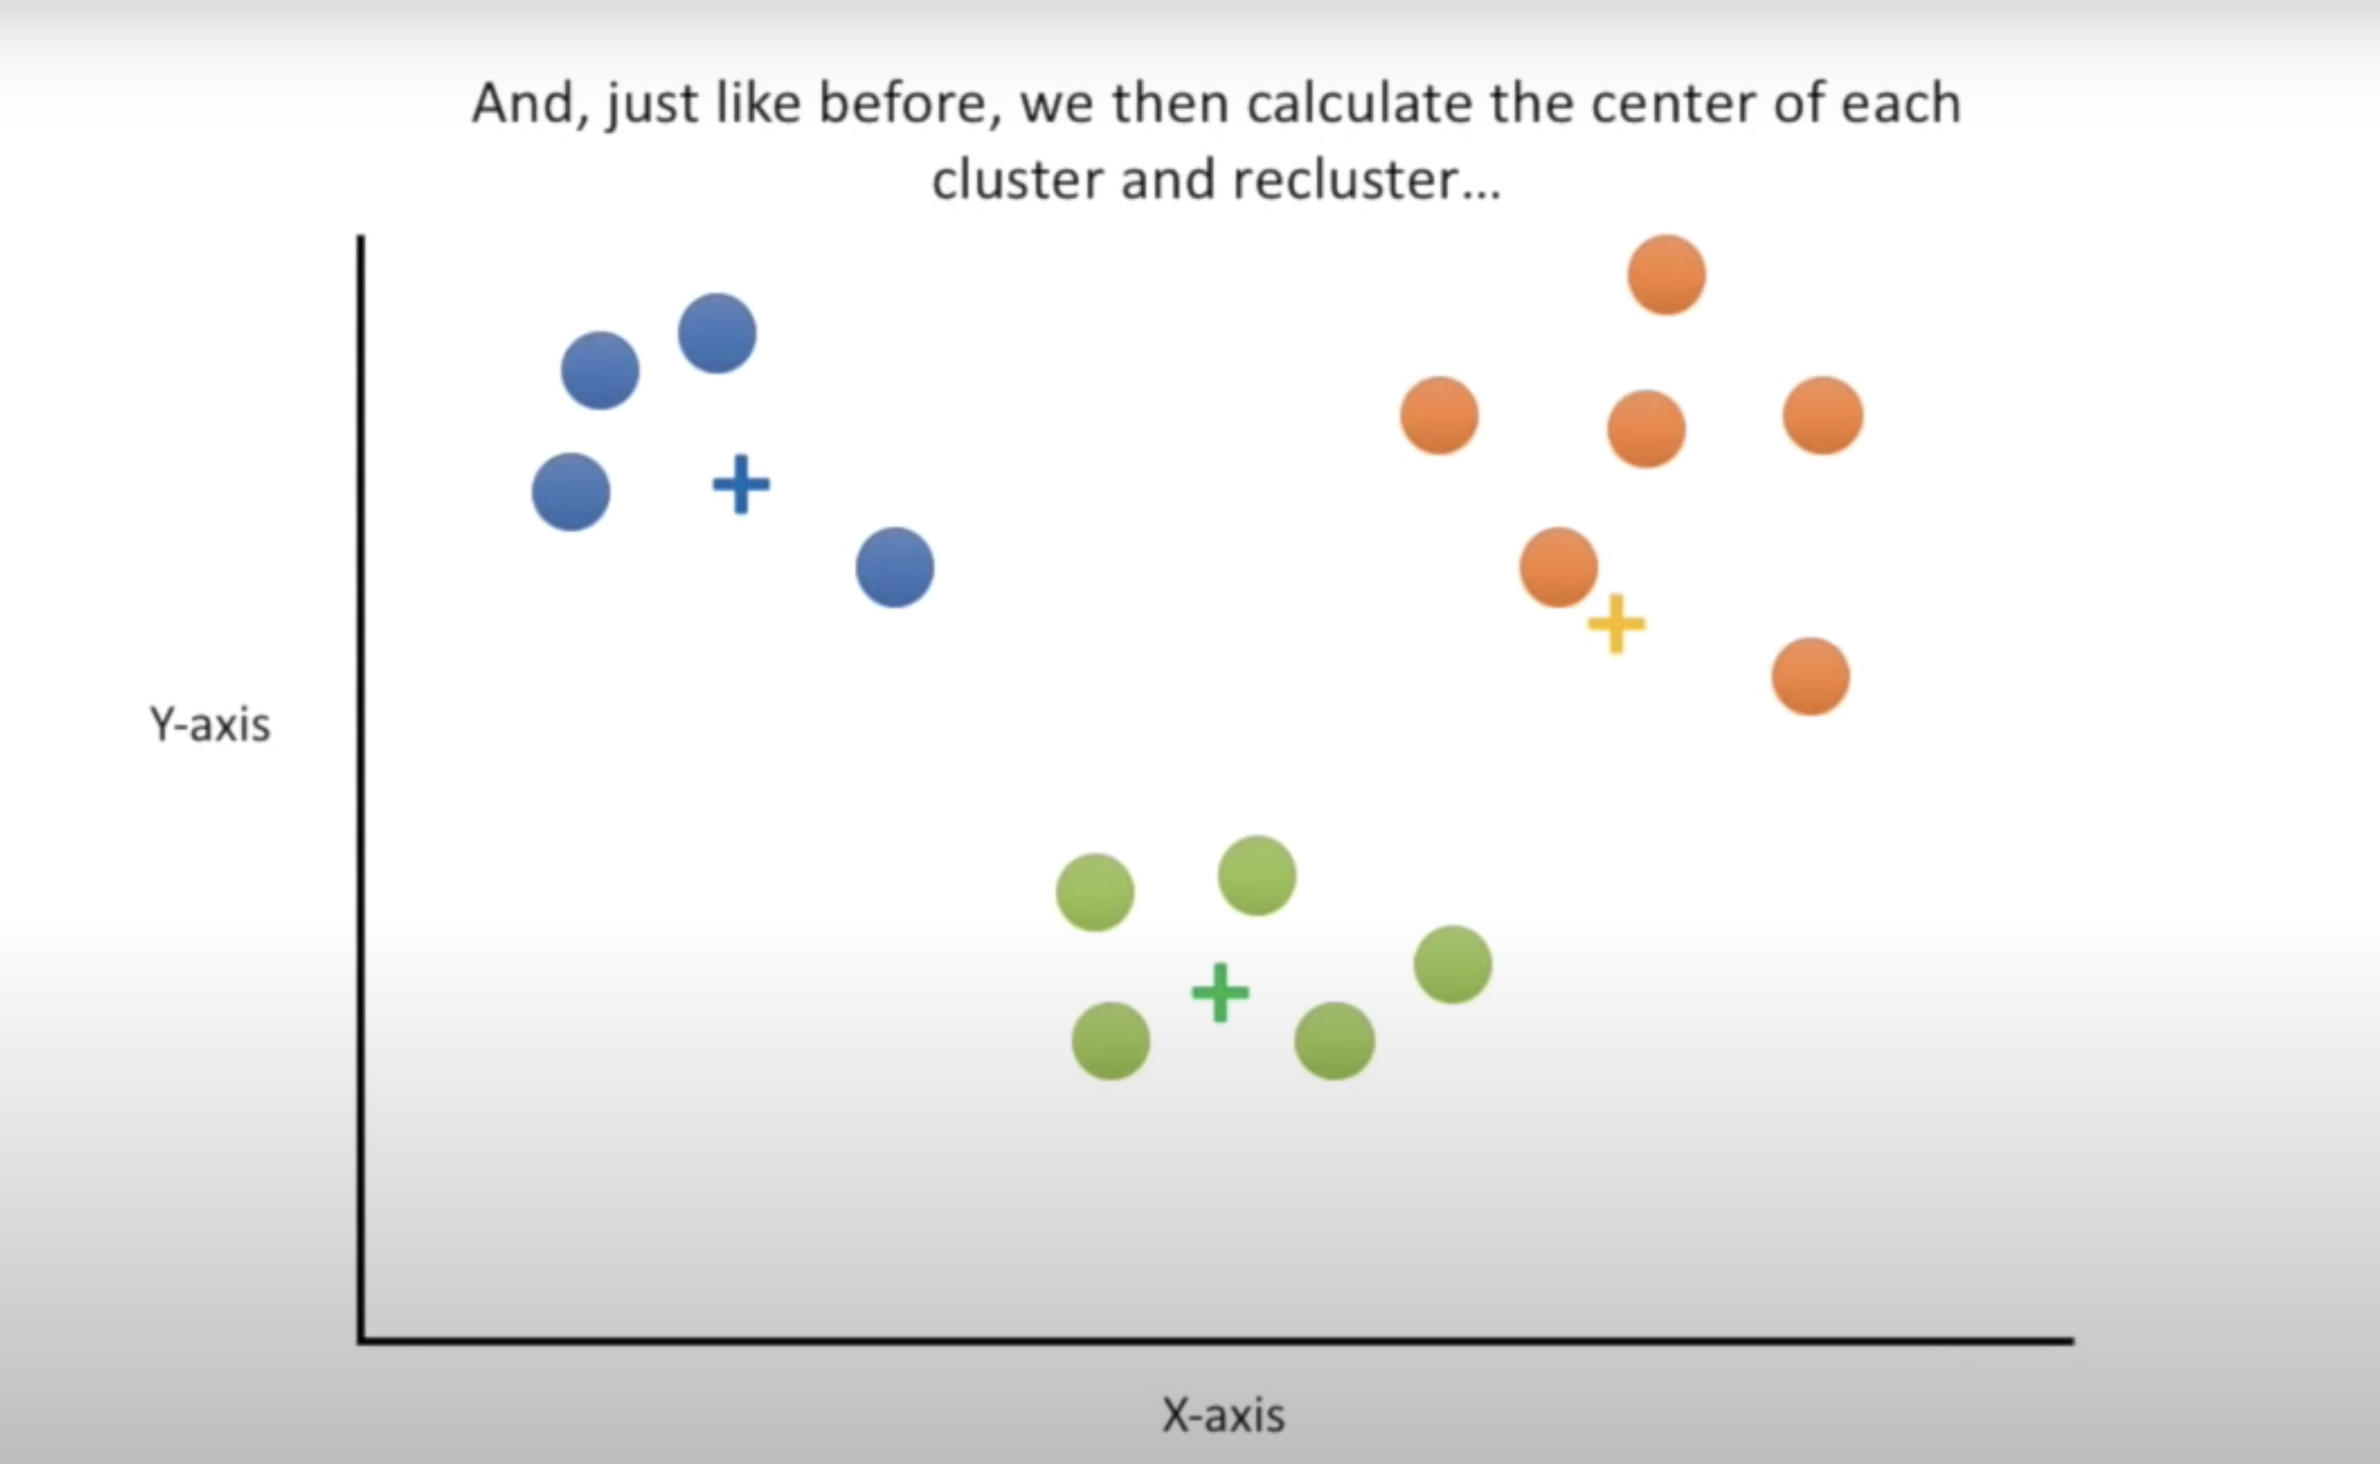 And, just like before, we then calculate the center of each
cluster and recluster...
Y-axis
X-axis